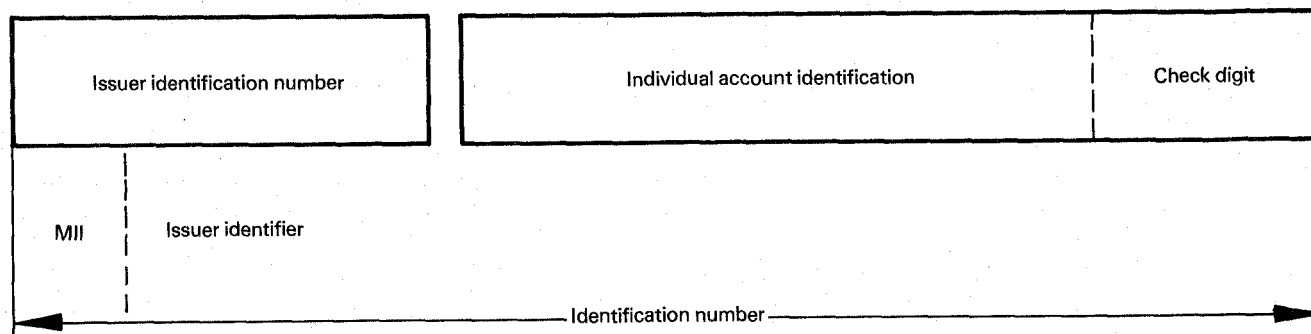 Issuer identification number
Individual account identification
Check digit
MII
Issuer identifier
Identification number